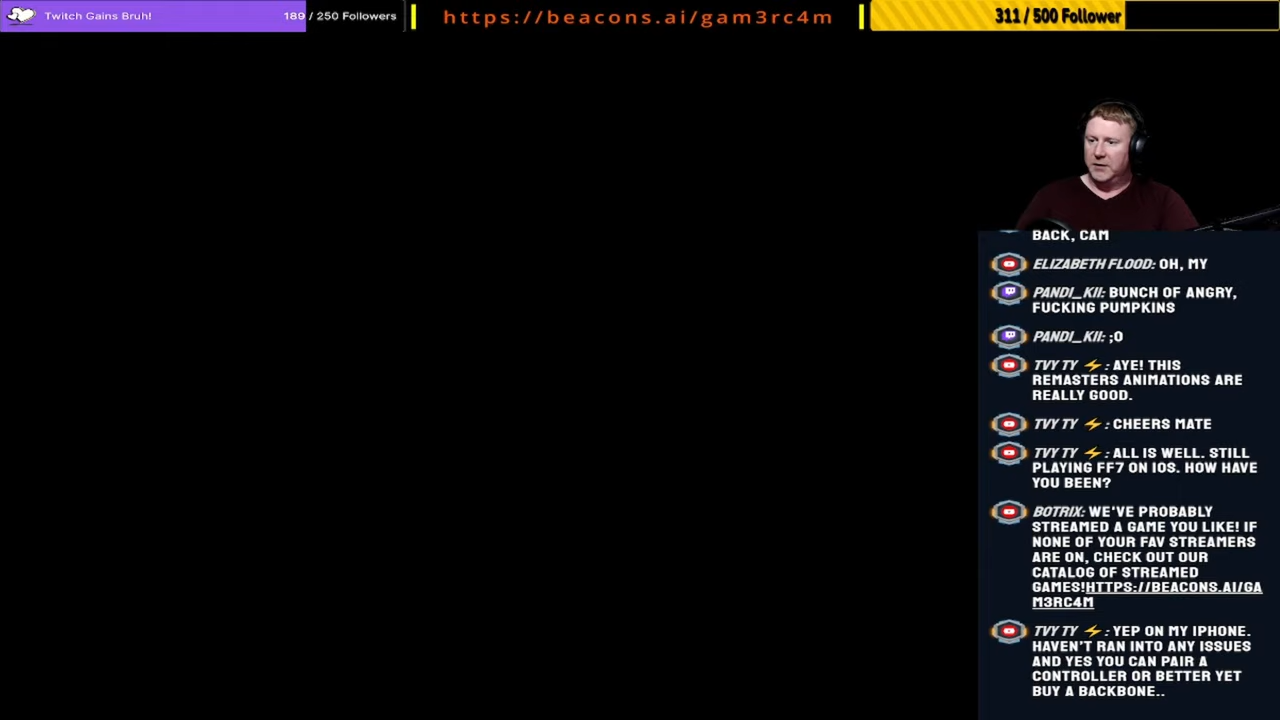 Twitch Gains Bruh!
189 / 250 Followers
https://beacons.ai/gam3rc4m
311 / 500 Follower
BACK, CAM
ELIZABETH FLOOD: OH, MY
PANDI_KII: BUNCH OF ANGRY,
FUCKING PUMPKINS
PANDI_KII: ;O
TVY TY ⚡: AYE! THIS
REMASTERS ANIMATIONS ARE
REALLY GOOD.
TVY TY ⚡: CHEERS MATE
TVY TY ⚡: ALL IS WELL. STILL
PLAYING FF7 ON IOS. HOW HAVE
YOU BEEN?
BOTRIX: WE'VE PROBABLY
STREAMED A GAME YOU LIKE! IF
NONE OF YOUR FAV STREAMERS
ARE ON, CHECK OUT OUR
CATALOG OF STREAMED
GAMES!HTTPS://BEACONS.AI/GA
M3RC4M
TVY TY ⚡: YEP ON MY IPHONE.
HAVEN'T RAN INTO ANY ISSUES
AND YES YOU CAN PAIR A
CONTROLLER OR BETTER YET
BUY A BACKBONE..